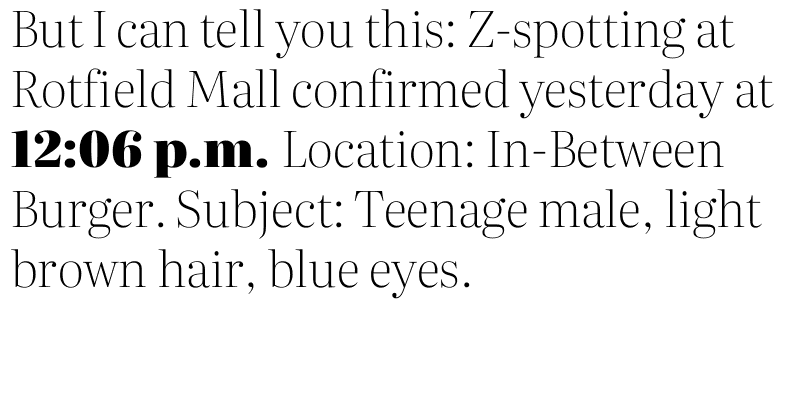 But I can tell you this: Z-spotting at
Rotfield Mall confirmed yesterday at
12:06 p.m. Location: In-Between
Burger. Subject: Teenage male, light
brown hair, blue eyes.